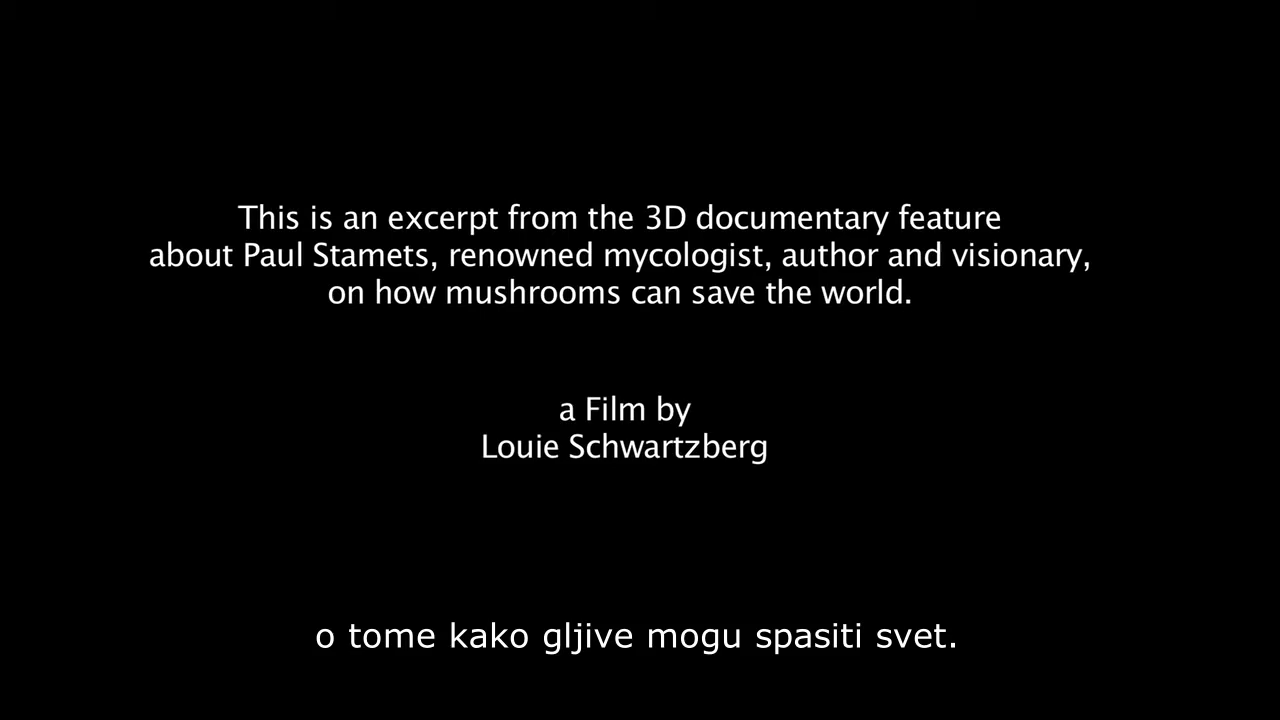 This is an excerpt from the 3D documentary feature
about Paul Stamets, renowned mycologist, author and visionary,
on how mushrooms can save the world.
a Film by
Louie Schwartzberg
o tome kako gljive mogu spasiti svet.